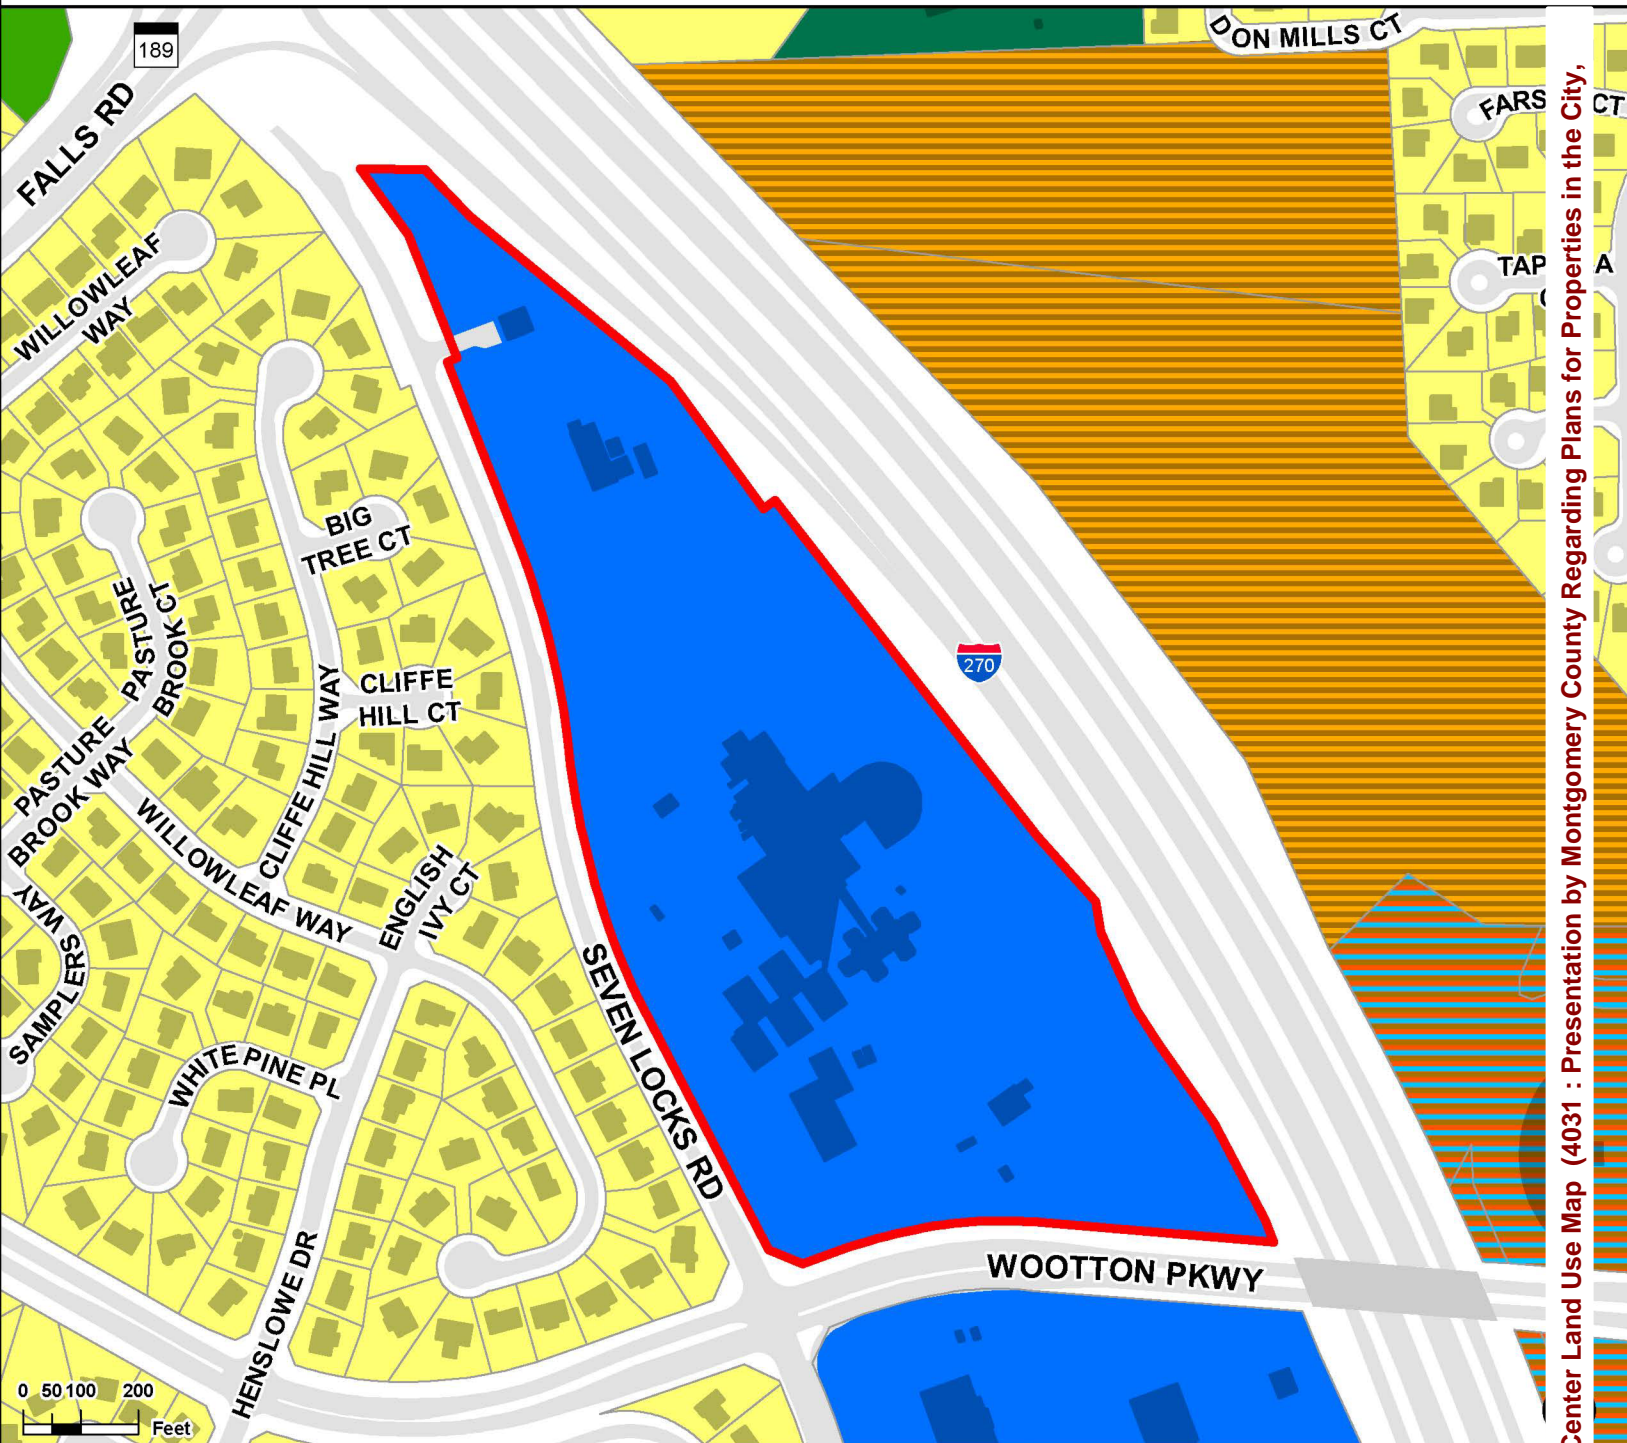 189
FALLS RD
DON MILLS CT
FARS
CT
TAP
A
WILLOWLEAF
WAY
BIG
TREE CT
PASTURE
BROOK CT
CLIFFE
HILL CT
CLIFFE HILL WAY
270
PASTURE
BROOK WAY
WILLOWLEAF WAY
ENGLISH
IVY CT
SAMPLERS WAY
WHITE PINE PL
SEVEN LOCKS RD
HENSLOWE DR
WOOTTON PKWY
0 50 100 200
Feet
Center Land Use Map (4031 : Presentation by Montgomery County Regarding Plans for Properties in the City,